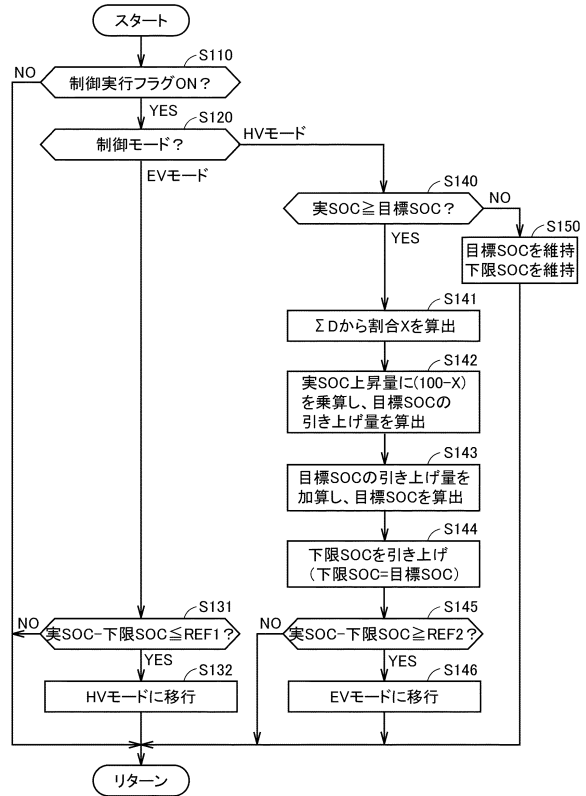 スタート
S110
制御実行フラグON？
NO
YES
S120
制御モード？
HVモード
EVモード
S140
実SOC≧目標SOC？
NO
YES
S150
目標SOCを維持
下限SOCを維持
S141
ΣDから割合Xを算出
S142
実SOC上昇量に(100-X)
を乗算し、目標SOCの
引き上げ量を算出
S143
目標SOCの引き上げ量を
加算し、目標SOCを算出
S144
下限SOCを引き上げ
(下限SOC=目標SOC)
S131
NO
実SOC-下限SOC≦REF1？
YES
S132
HVモードに移行
S145
NO
実SOC-下限SOC≧REF2？
YES
S146
EVモードに移行
リターン